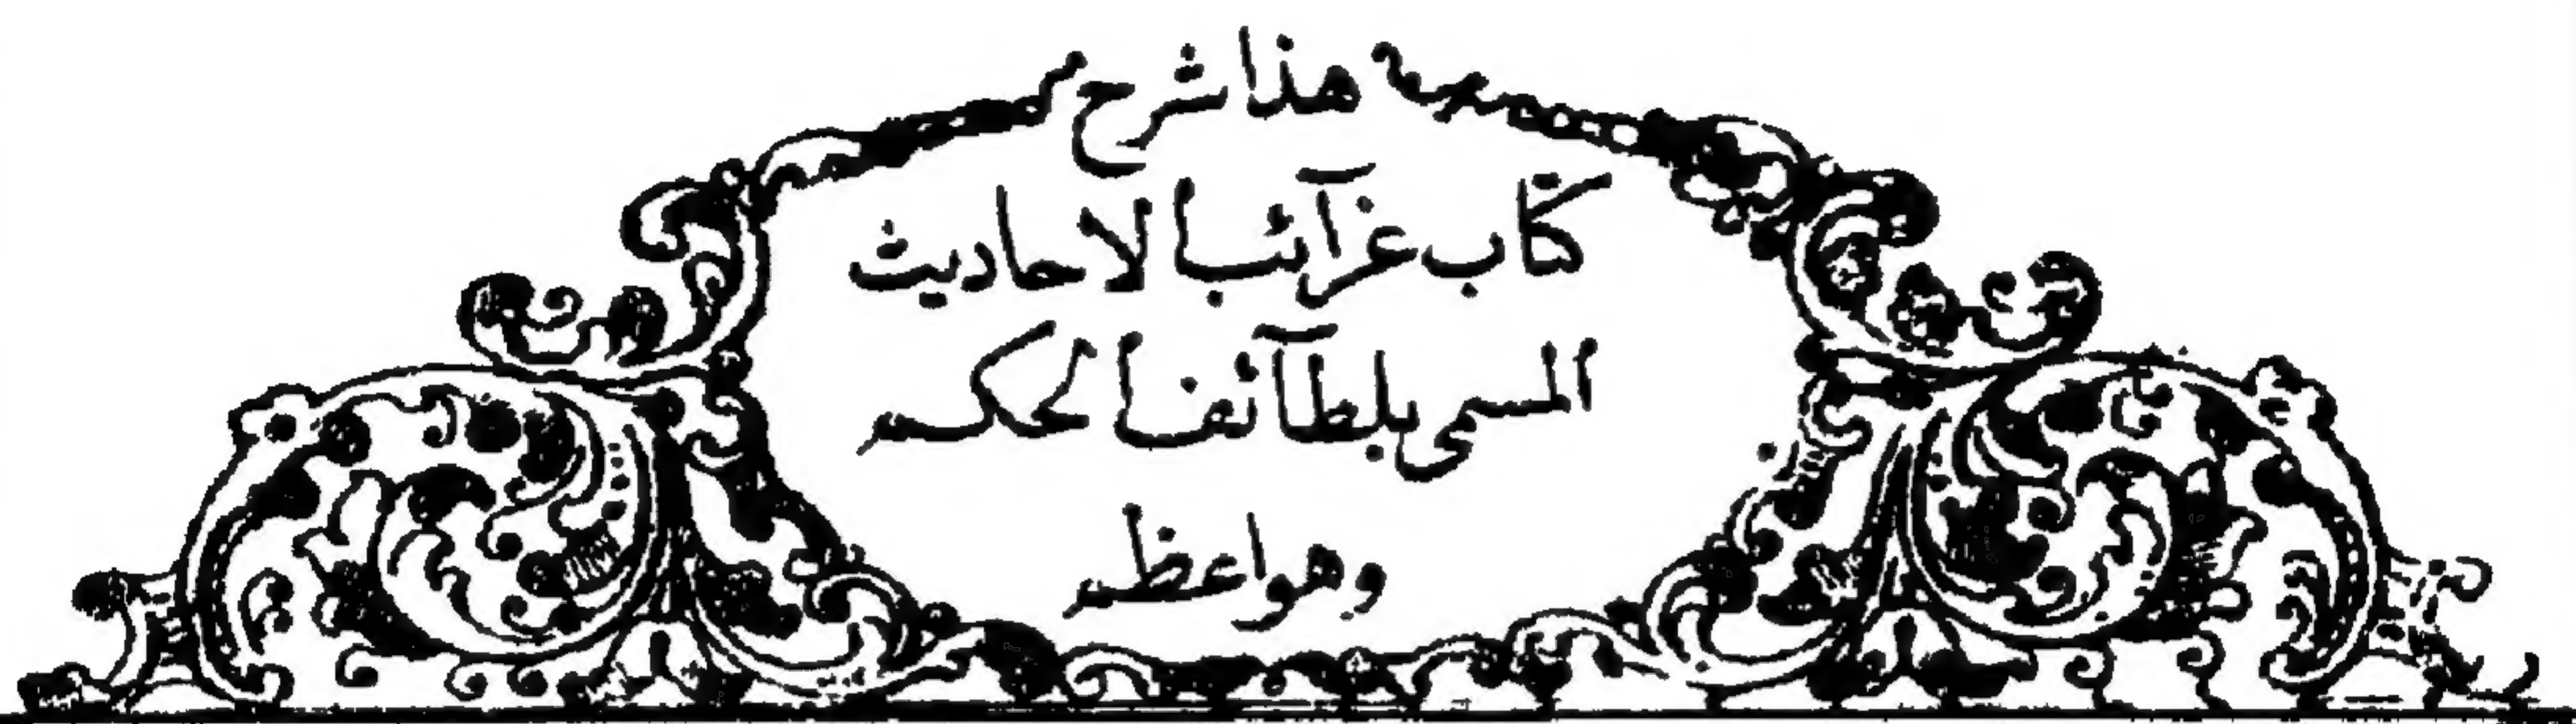 هذا شرح
كتاب غرآئب الاحاديث
المسمى بلطآئف الحكم
وهو اعظم